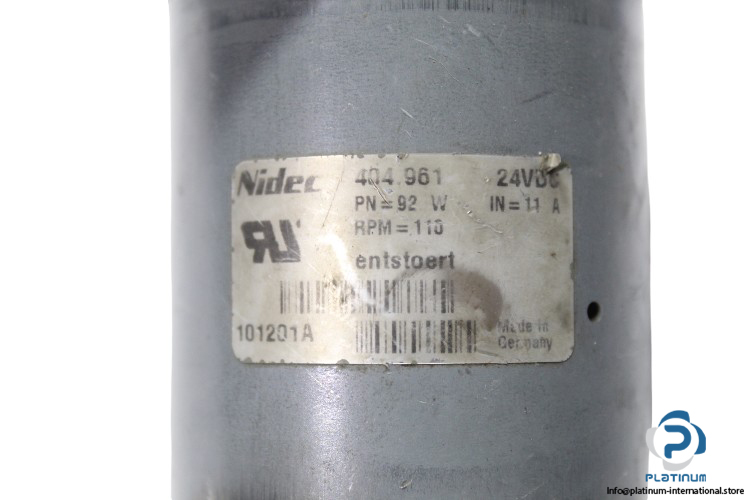 Nidec 404.961 24VDC
PN = 92 W IN = 11 A
RPM = 110
entstoert
101201A
Made in
Germany
PLATINUM
Info@platinum-international.store